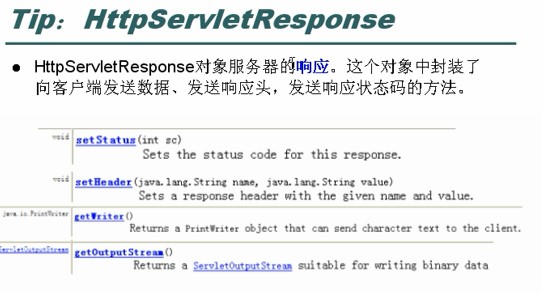 Tip: HttpServletResponse
● HttpServletResponse对象服务器的响应。这个对象中封装了
向客户端发送数据、发送响应头，发送响应状态码的方法。
void setStatus(int sc)
Sets the status code for this response.
void setHeader(java.lang.String name, java.lang.String value)
Sets a response header with the given name and value.
java.io.PrintWriter getWriter()
Returns a PrintWriter object that can send character text to the client.
ServletOutputStream getOutputStream()
Returns a ServletOutputStream suitable for writing binary data